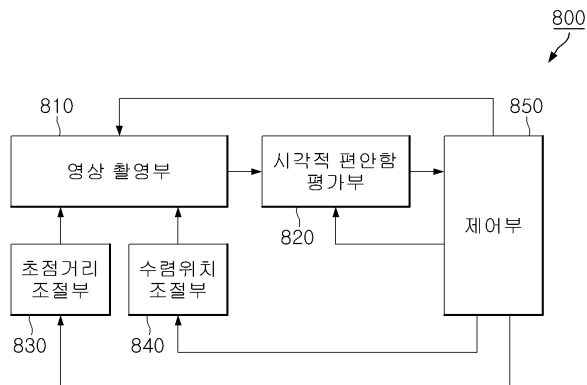 800
810
850
영상 촬영부
시각적 편안함
평가부
820
제어부
초점거리
조절부
수렴위치
조절부
830
840